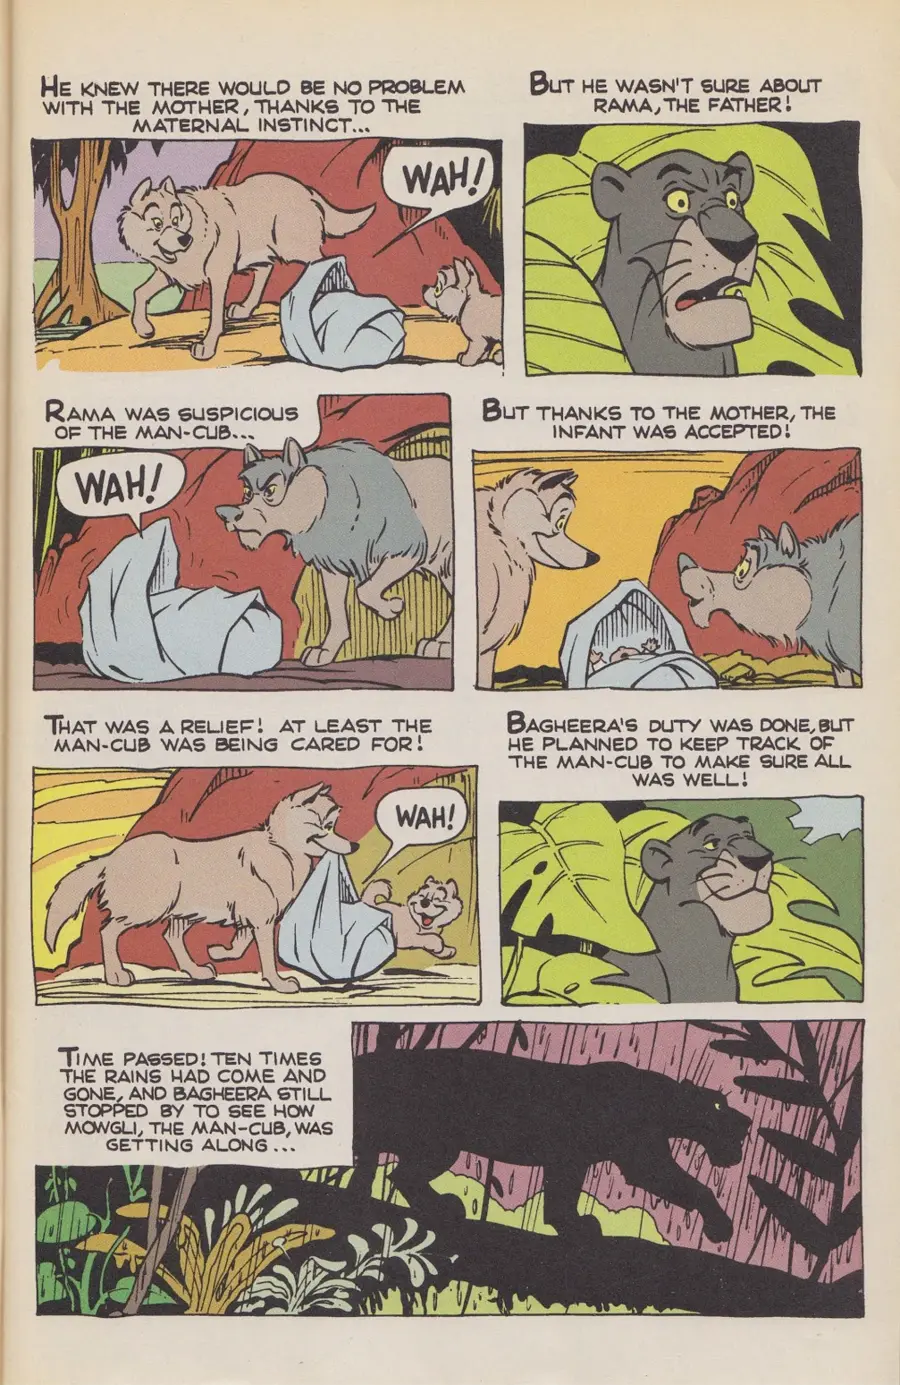 HE KNEW THERE WOULD BE NO PROBLEM
WITH THE MOTHER, THANKS TO THE
MATERNAL INSTINCT...
WAH!
BUT HE WASN'T SURE ABOUT
RAMA, THE FATHER!
RAMA WAS SUSPICIOUS
OF THE MAN-CUB...
WAH!
BUT THANKS TO THE MOTHER, THE
INFANT WAS ACCEPTED!
THAT WAS A RELIEF! AT LEAST THE
MAN-CUB WAS BEING CARED FOR!
WAH!
BAGHEERA'S DUTY WAS DONE, BUT
HE PLANNED TO KEEP TRACK OF
THE MAN-CUB TO MAKE SURE ALL
WAS WELL!
TIME PASSED! TEN TIMES
THE RAINS HAD COME AND
GONE, AND BAGHEERA STILL
STOPPED BY TO SEE HOW
MOWGLI, THE MAN-CUB, WAS
GETTING ALONG...